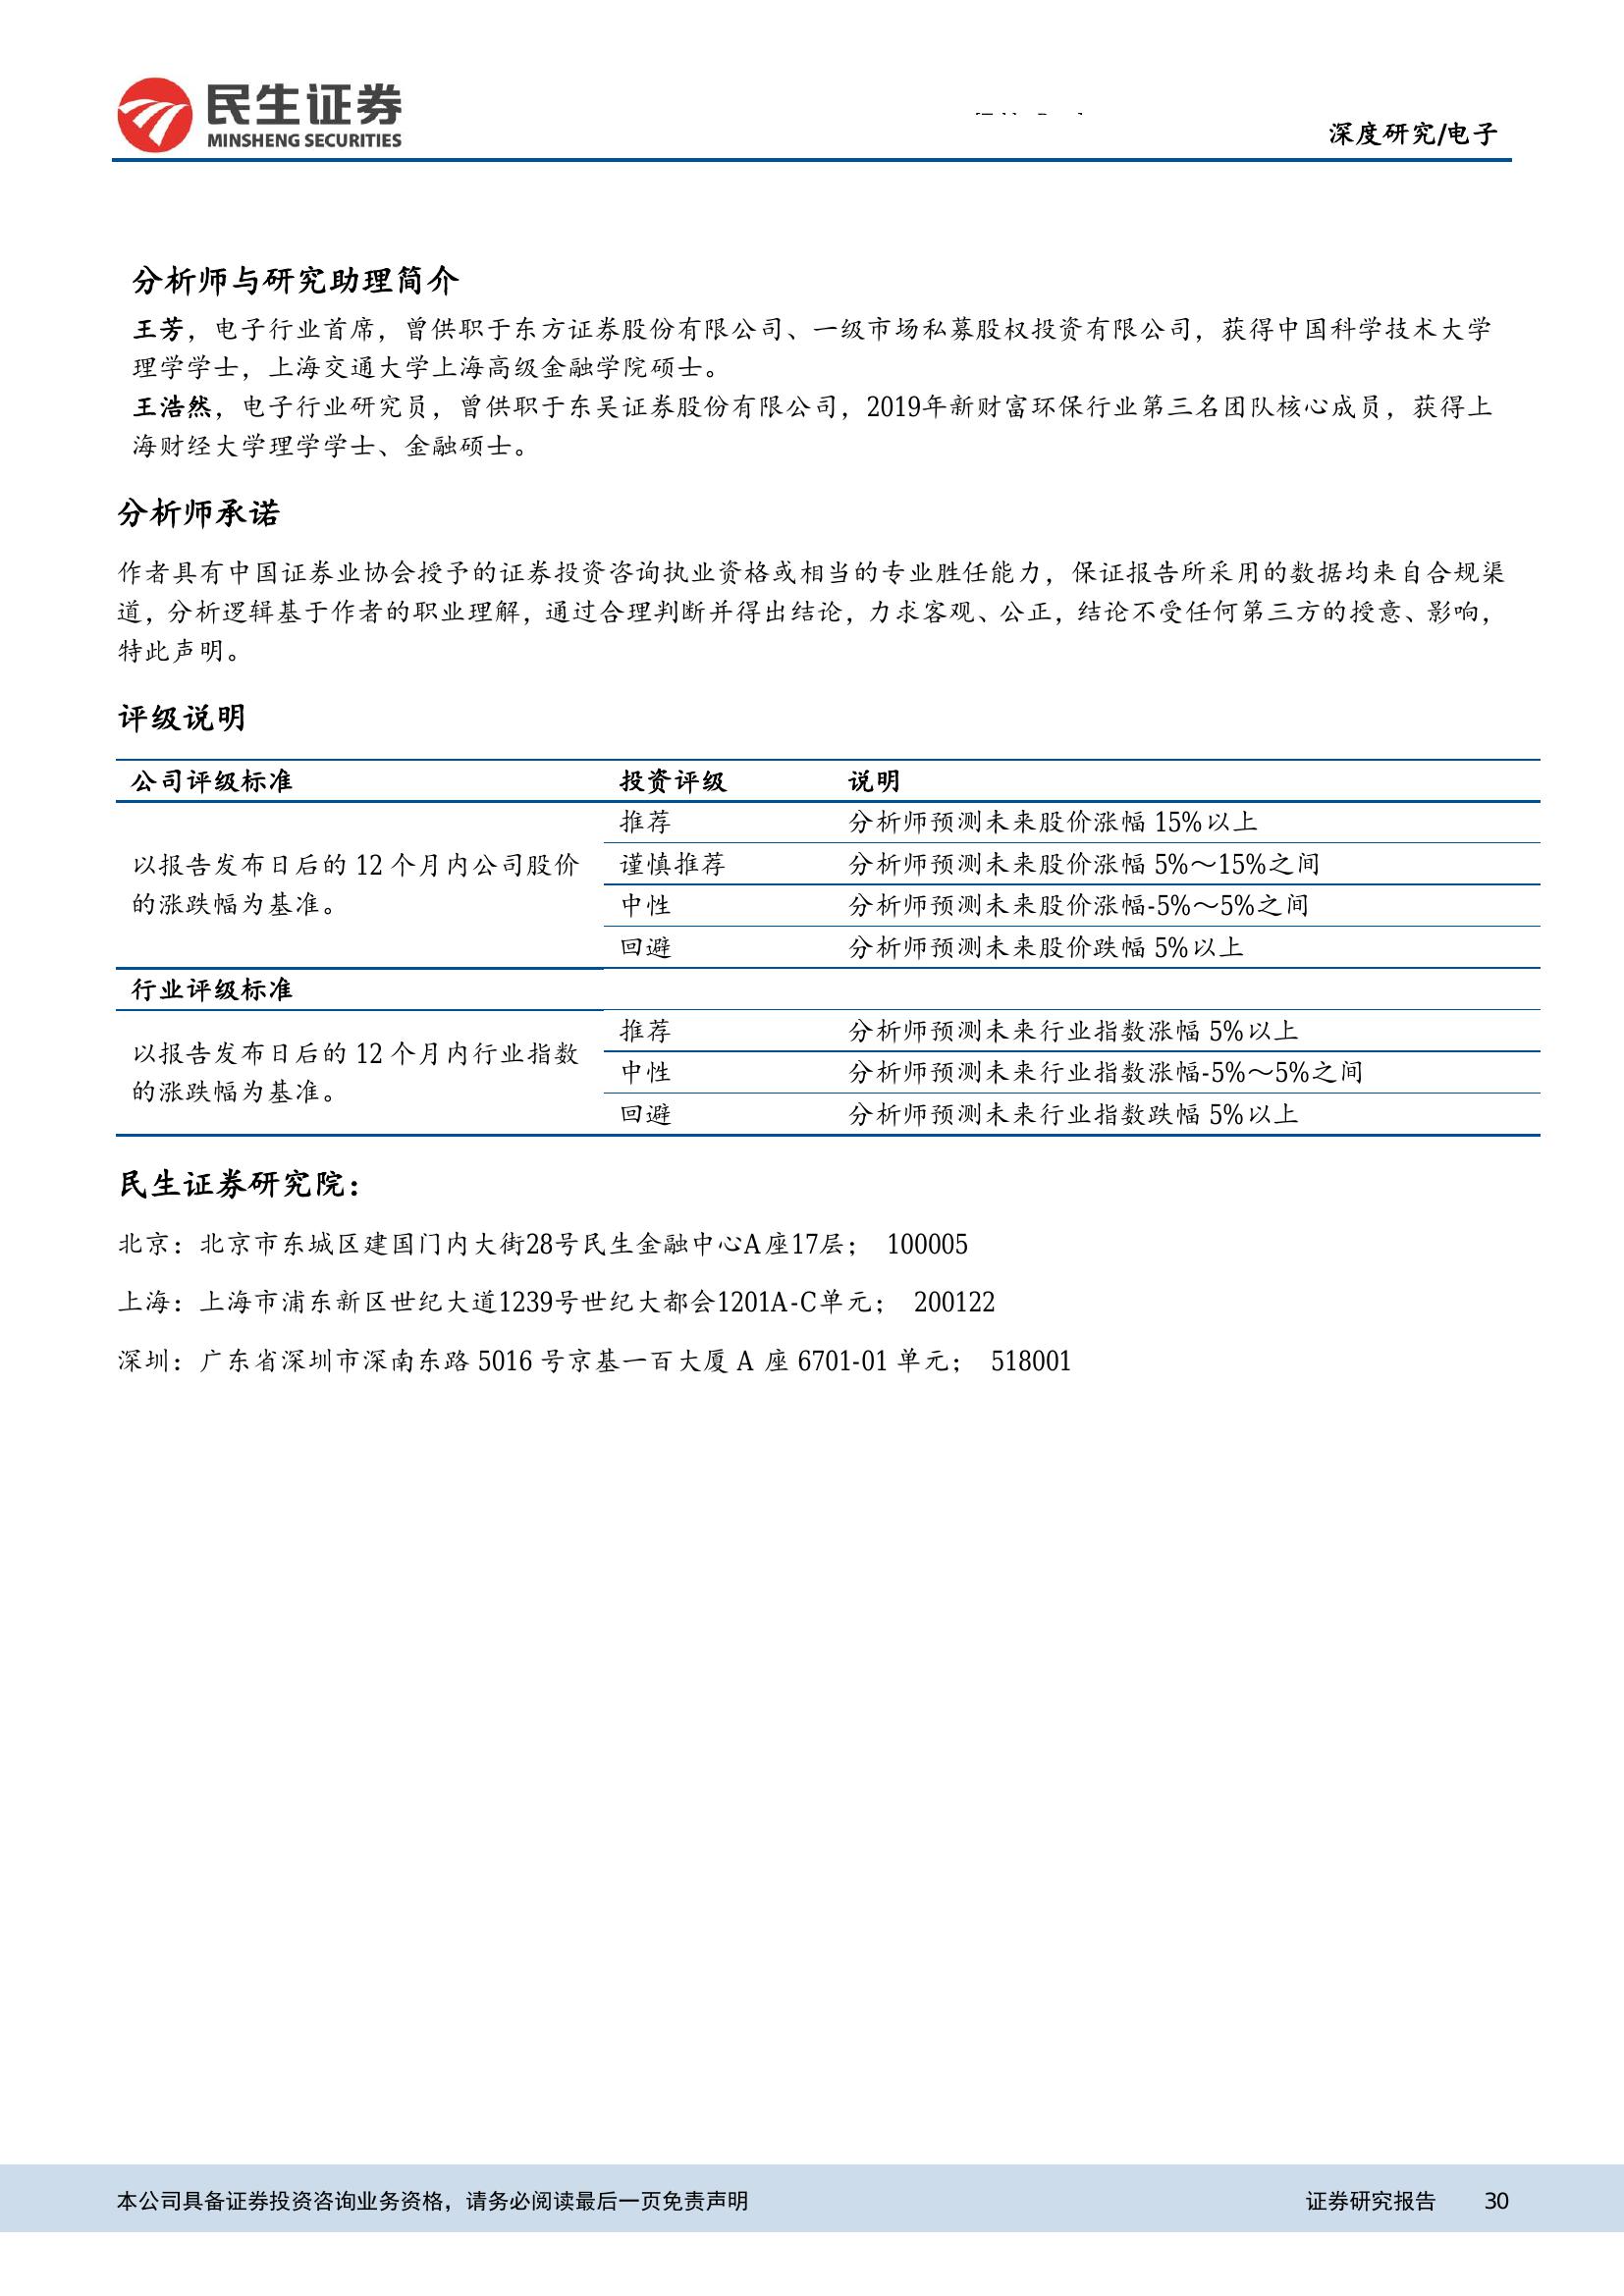 民生证券
MINSHENG SECURITIES
深度研究/电子
分析师与研究助理简介
王芳，电子行业首席，曾供职于东方证券股份有限公司、一级市场私募股权投资有限公司，获得中国科学技术大学
理学学士，上海交通大学上海高级金融学院硕士。
王浩然，电子行业研究员，曾供职于东吴证券股份有限公司，2019年新财富环保行业第三名团队核心成员，获得上
海财经大学理学学士、金融硕士。
分析师承诺
作者具有中国证券业协会授予的证券投资咨询执业资格或相当的专业胜任能力，保证报告所采用的数据均来自合规渠
道，分析逻辑基于作者的职业理解，通过合理判断并得出结论，力求客观、公正，结论不受任何第三方的授意、影响，
特此声明。
评级说明
公司评级标准 投资评级 说明
以报告发布日后的 12 个月内公司股价
的涨跌幅为基准。
推荐 分析师预测未来股价涨幅 15%以上
谨慎推荐 分析师预测未来股价涨幅 5%～15%之间
中性 分析师预测未来股价涨幅-5%～5%之间
回避 分析师预测未来股价跌幅 5%以上
行业评级标准
以报告发布日后的 12 个月内行业指数
的涨跌幅为基准。
推荐 分析师预测未来行业指数涨幅 5%以上
中性 分析师预测未来行业指数涨幅-5%～5%之间
回避 分析师预测未来行业指数跌幅 5%以上
民生证券研究院：
北京：北京市东城区建国门内大街28号民生金融中心A座17层； 100005
上海：上海市浦东新区世纪大道1239号世纪大都会1201A-C单元； 200122
深圳：广东省深圳市深南东路 5016 号京基一百大厦 A 座 6701-01 单元； 518001
本公司具备证券投资咨询业务资格，请务必阅读最后一页免责声明 证券研究报告 30